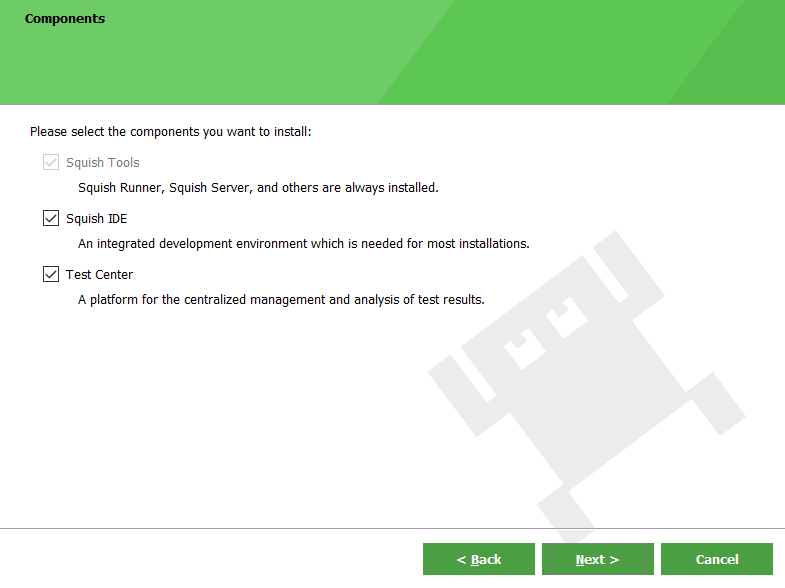 Components
Please select the components you want to install:
Squish Tools
Squish Runner, Squish Server, and others are always installed.
Squish IDE
An integrated development environment which is needed for most installations.
Test Center
A platform for the centralized management and analysis of test results.
< Back
Next >
Cancel